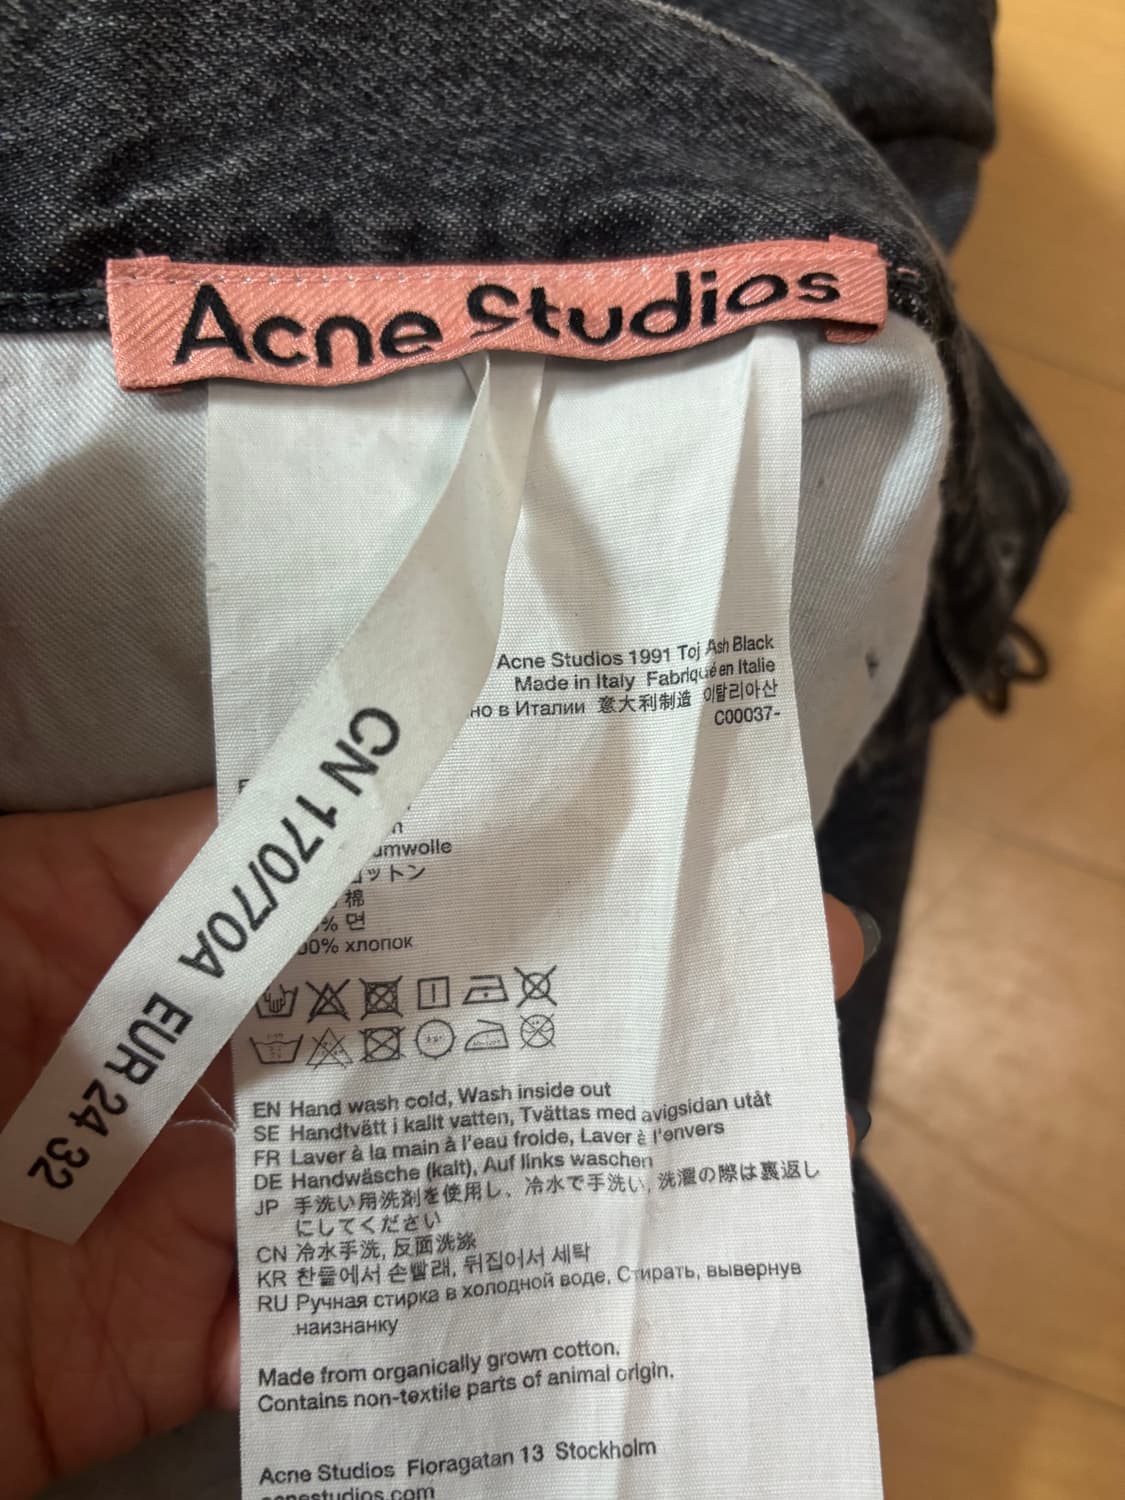 Acne Studios
Acne Studios 1991 Toj Ash Black
Made in Italy Fabriqué en Italie
но в Италии 意大利制造 이탈리아산
C00037-
CN 170/70A EUR 24 32
umwolle
コットン
棉
% 면
00% хлопок
EN Hand wash cold, Wash inside out
SE Handtvätt i kallt vatten, Tvättas med avigsidan utåt
FR Laver à la main à l'eau froide, Laver à l'envers
DE Handwäsche (kalt), Auf links waschen
JP 手洗い用洗剤を使用し、冷水で手洗い, 洗濯の際は裏返し
にしてください
CN 冷水手洗, 反面洗涤
KR 찬물에서 손빨래, 뒤집어서 세탁
RU Ручная стирка в холодной воде, Стирать, вывернув
наизнанку
Made from organically grown cotton.
Contains non-textile parts of animal origin.
Acne Studios Floragatan 13 Stockholm
acnestudios.com